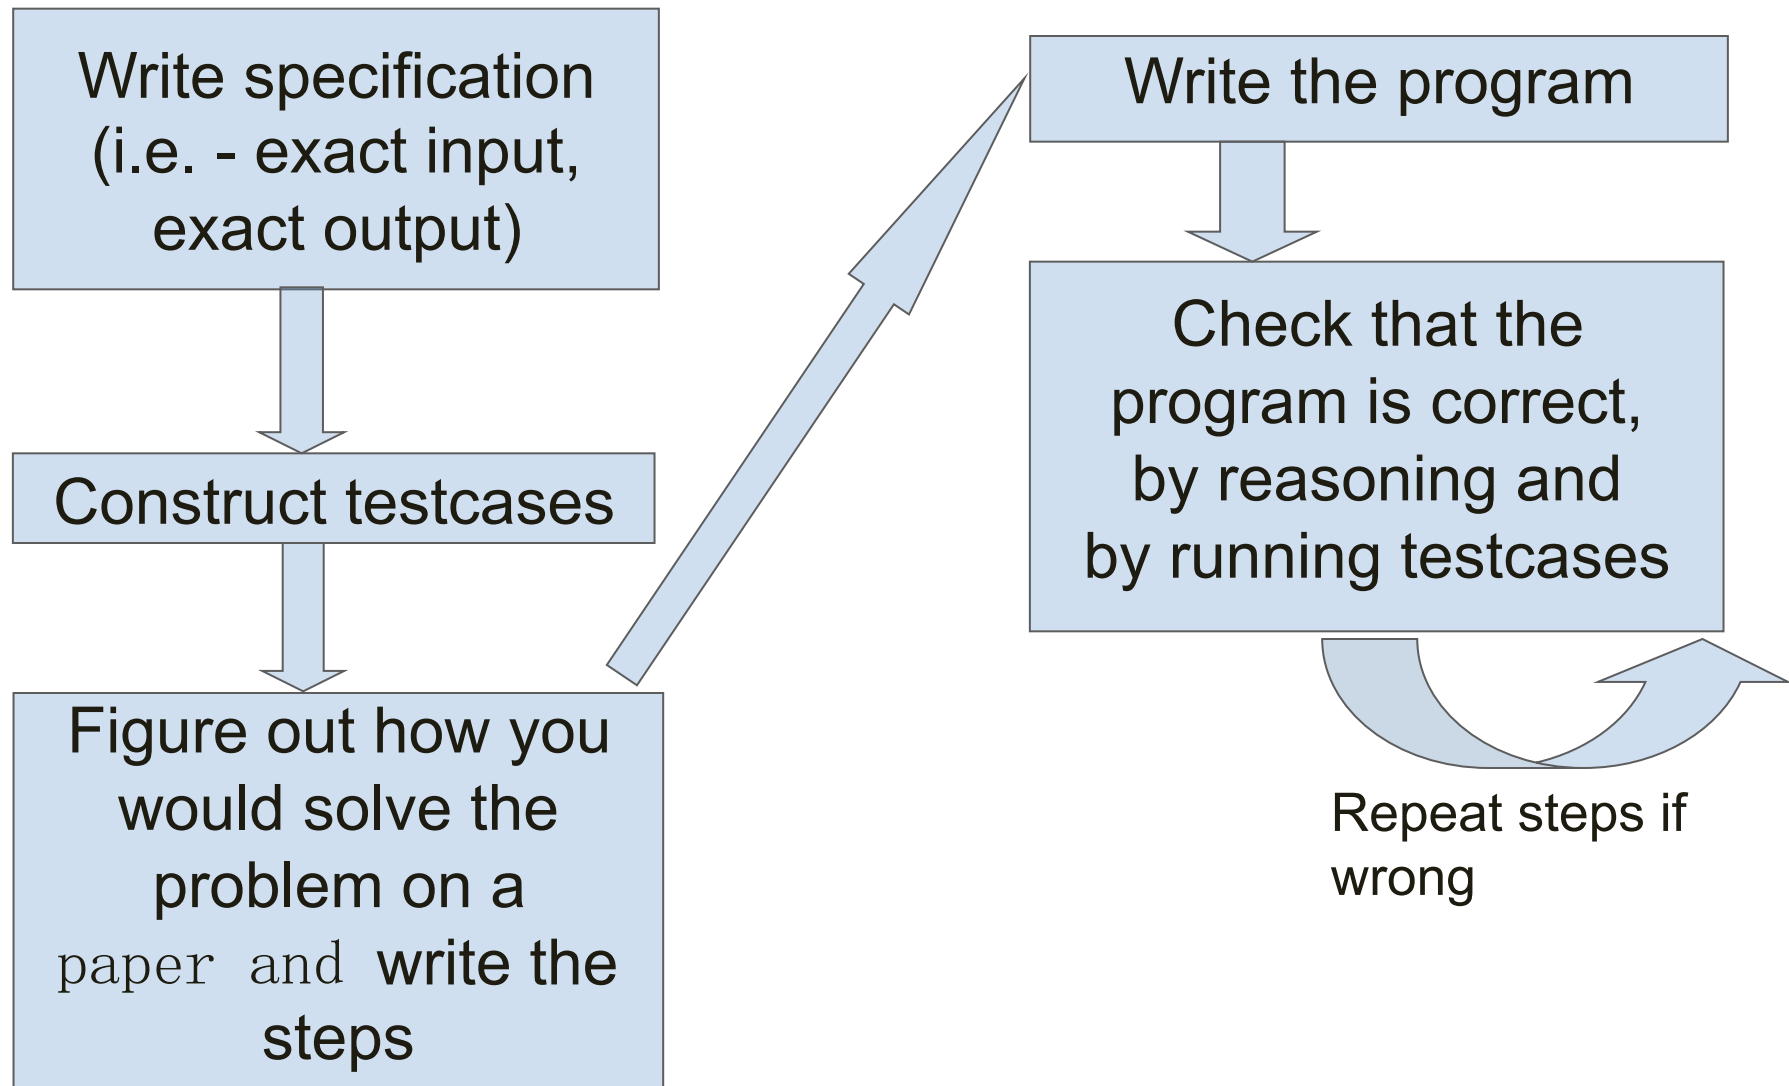 Write specification
(i.e. - exact input,
exact output)
Construct testcases
Figure out how you
would solve the
problem on a
paper and write the
steps
Write the program
Check that the
program is correct,
by reasoning and
by running testcases
Repeat steps if
wrong